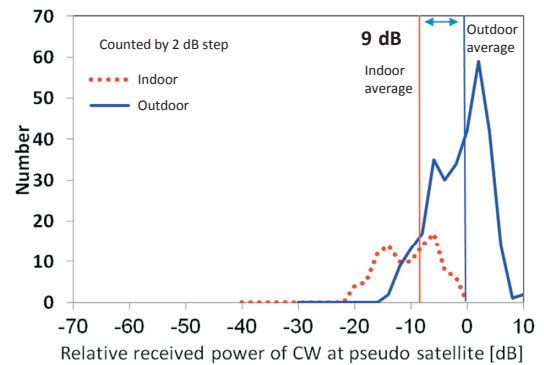 70
60
50
40
30
20
10
0
Number
Counted by 2 dB step
Indoor
Outdoor
9 dB
Indoor
average
Outdoor
average
-70 -60 -50 -40 -30 -20 -10 0 10
Relative received power of CW at pseudo satellite [dB]